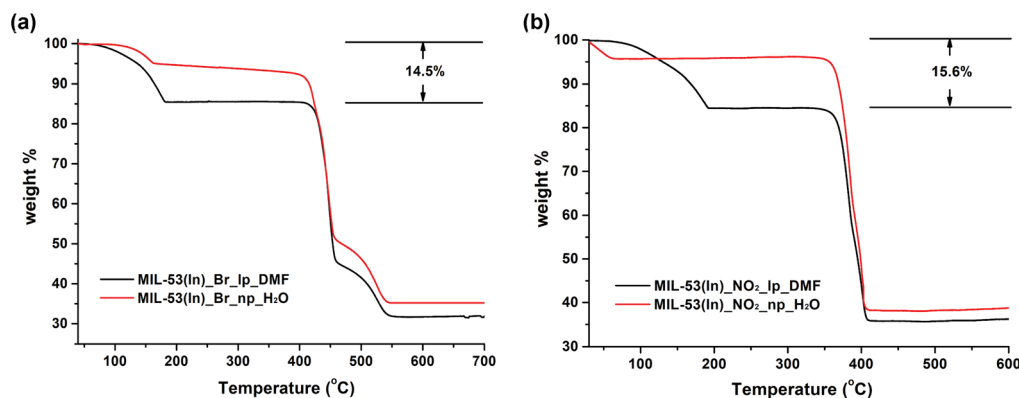 (a)
100
90
80
70
60
50
40
30
weight %
14.5%
MIL-53(In)_Br_lp_DMF
MIL-53(In)_Br_np_H₂O
100 200 300 400 500 600 700
Temperature (°C)
(b)
100
90
80
70
60
50
40
30
weight %
15.6%
MIL-53(In)_NO₂_lp_DMF
MIL-53(In)_NO₂_np_H₂O
100 200 300 400 500 600
Temperature (°C)